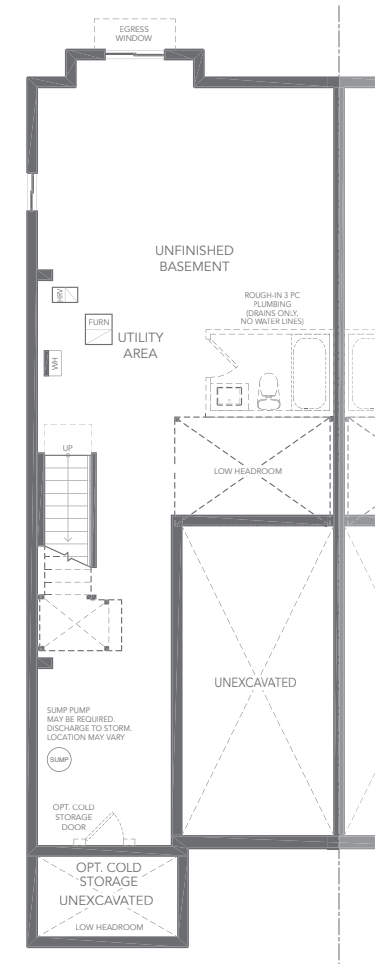 EGRESS
WINDOW
UNFINISHED
BASEMENT
HRV
ROUGH-IN 3 PC.
PLUMBING
(DRAINS ONLY,
NO WATER LINES)
FURN
UTILITY
AREA
WH
UP
LOW HEADROOM
UNEXCAVATED
SUMP PUMP
MAY BE REQUIRED.
DISCHARGE TO STORM.
LOCATION MAY VARY
SUMP
OPT. COLD
STORAGE
DOOR
OPT. COLD
STORAGE
UNEXCAVATED
LOW HEADROOM